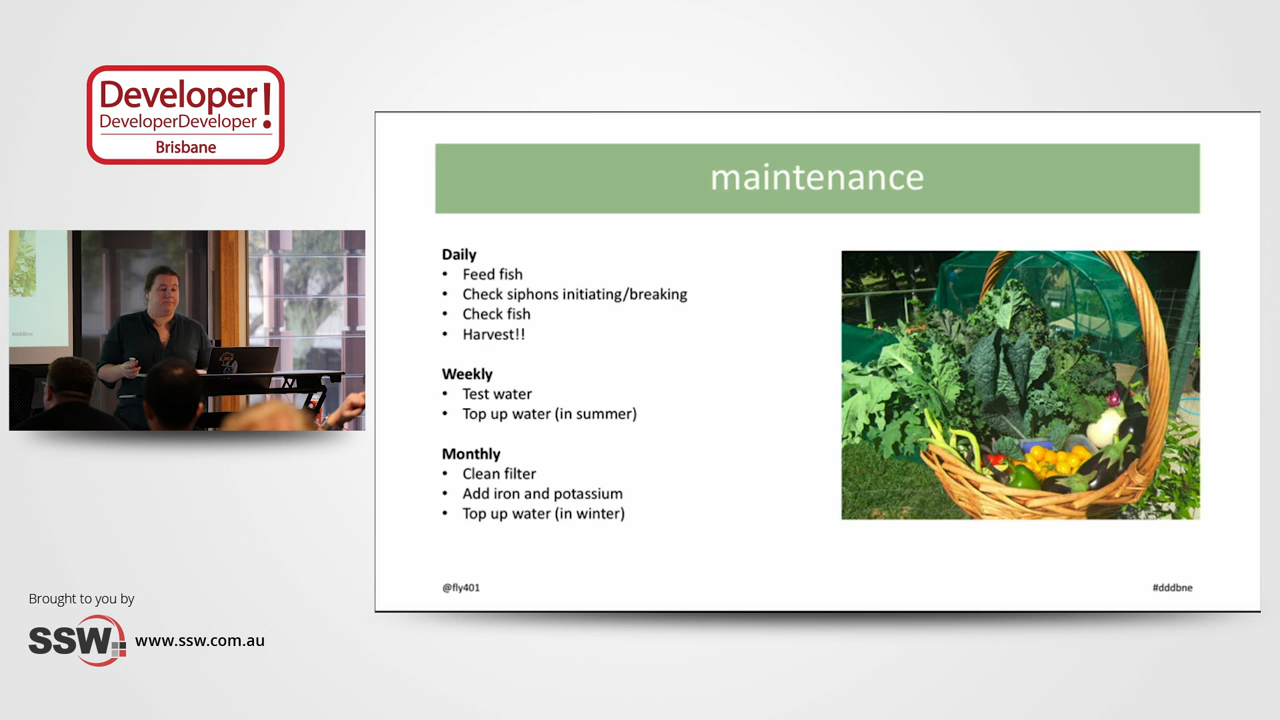 Developer!
DeveloperDeveloper
Brisbane
maintenance
Daily
• Feed fish
• Check siphons initiating/breaking
• Check fish
• Harvest!!
Weekly
• Test water
• Top up water (in summer)
Monthly
• Clean filter
• Add iron and potassium
• Top up water (in winter)
@fly401
#dddbne
#dddbne
Brought to you by
SSW
www.ssw.com.au